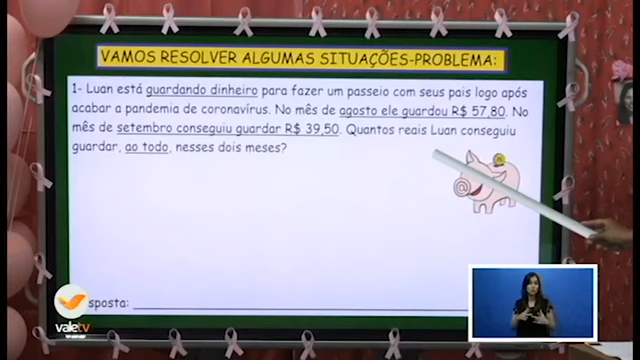 VAMOS RESOLVER ALGUMAS SITUAÇÕES-PROBLEMA:
1- Luan está guardando dinheiro para fazer um passeio com seus pais logo após
acabar a pandemia de coronavírus. No mês de agosto ele guardou R$ 57,80. No
mês de setembro conseguiu guardar R$ 39,50. Quantos reais Luan conseguiu
guardar, ao todo, nesses dois meses?
sposta:
valetv